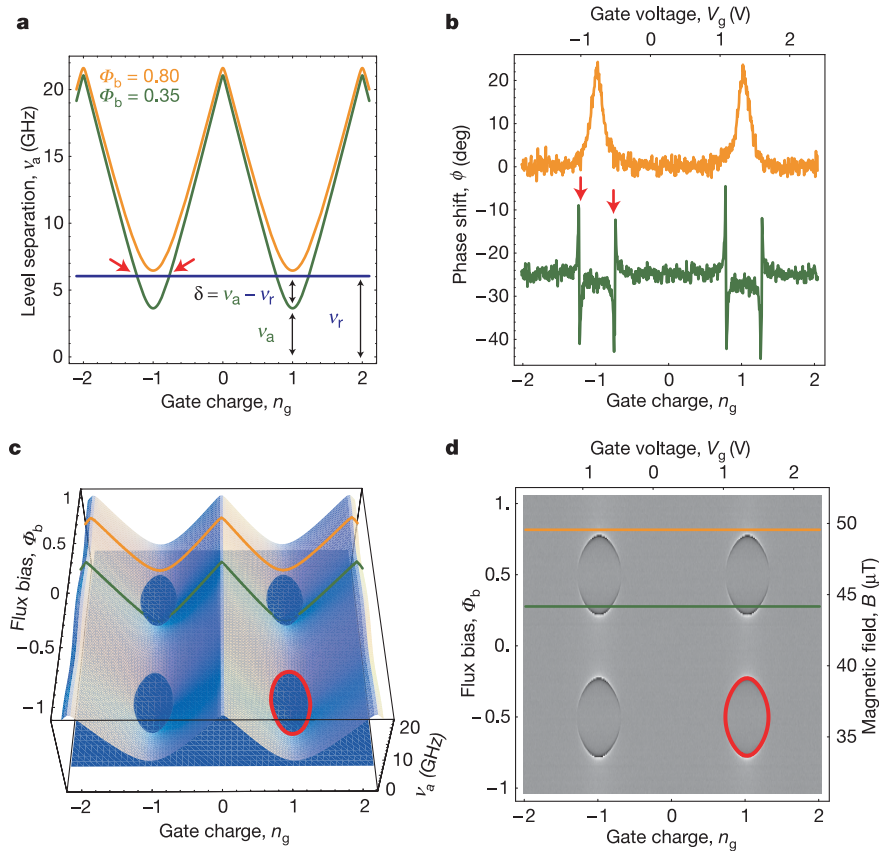 a
Φb = 0.80
Φb = 0.35
Level separation, νa (GHz)
20
15
10
5
0
δ = νa − νr
νa
νr
−2 −1 0 1 2
Gate charge, ng
b
Gate voltage, Vg (V)
−1 0 1
Phase shift, ϕ (deg)
20
10
0
−10
−20
−30
−40
−2 −1 0 1 2
Gate charge, ng
c
Flux bias, Φb
1
0.5
0
−0.5
−1
20
10
0
νa (GHz)
−2 −1 0 1 2
Gate charge, ng
d
Gate voltage, Vg (V)
−1 0 1 2
Flux bias, Φb
1.
0.5
0.
−0.5
−1
50
45
40
35
Magnetic field, B (μT)
−2 −1 0 1 2
Gate charge, ng